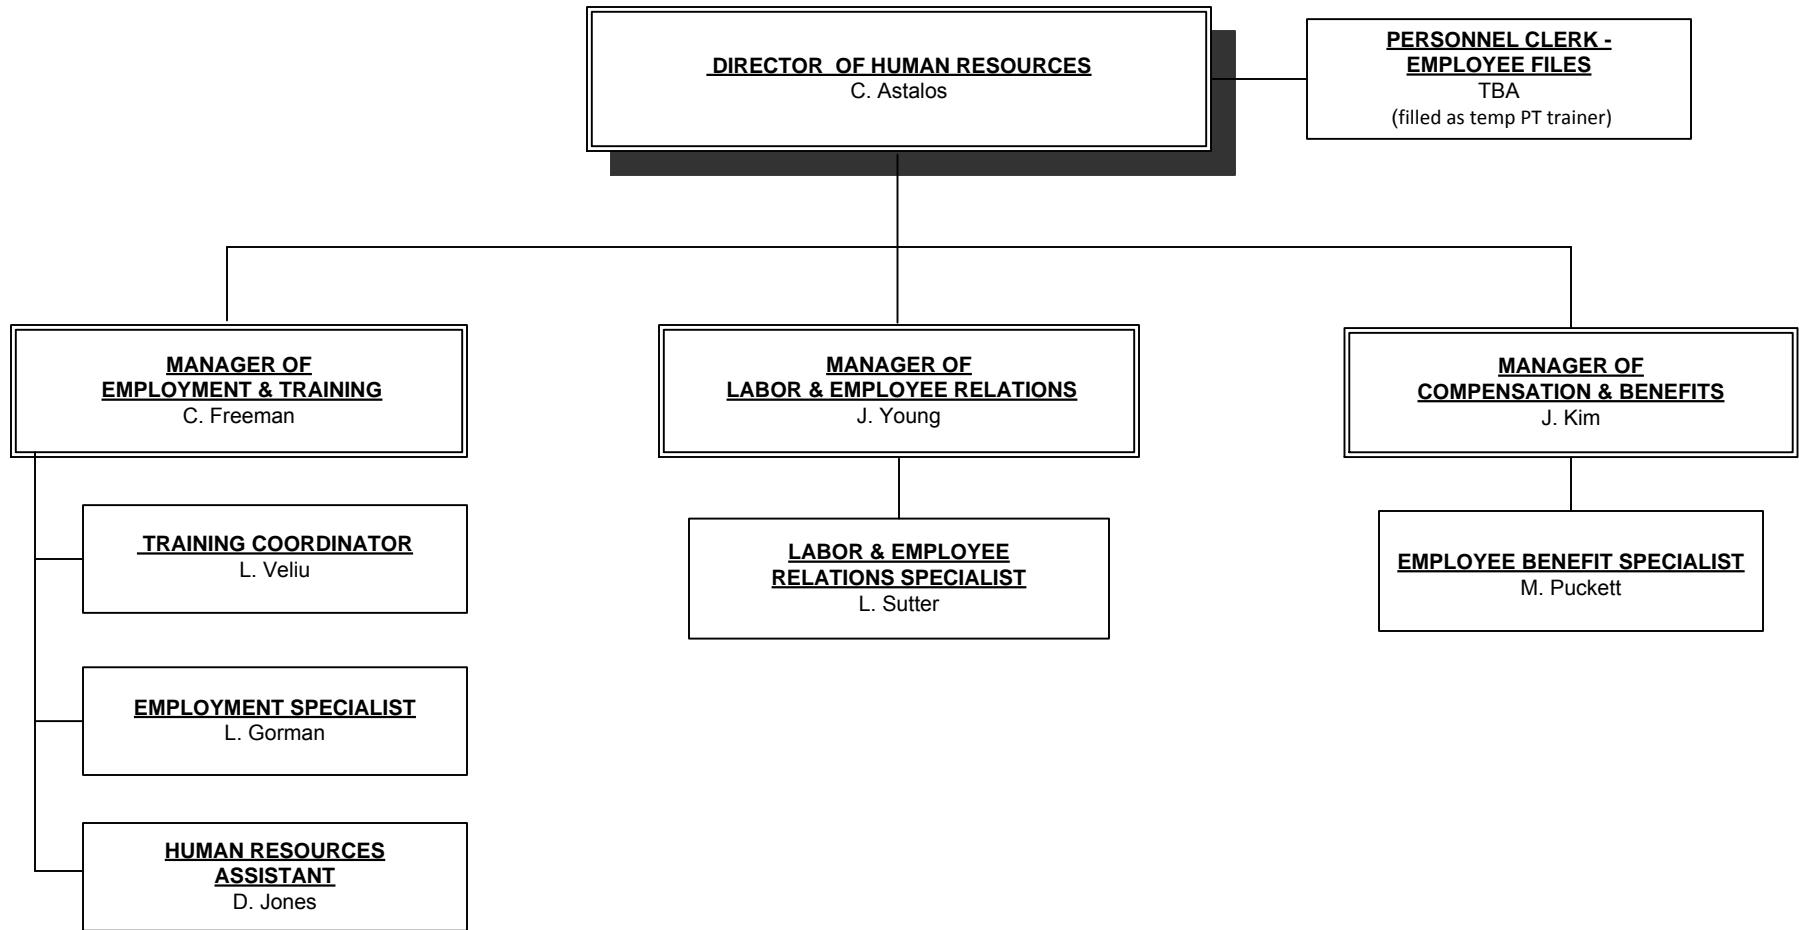 DIRECTOR OF HUMAN RESOURCES
C. Astalos
PERSONNEL CLERK -
EMPLOYEE FILES
TBA
(filled as temp PT trainer)
MANAGER OF
EMPLOYMENT & TRAINING
C. Freeman
MANAGER OF
LABOR & EMPLOYEE RELATIONS
J. Young
MANAGER OF
COMPENSATION & BENEFITS
J. Kim
TRAINING COORDINATOR
L. Veliu
EMPLOYMENT SPECIALIST
L. Gorman
HUMAN RESOURCES
ASSISTANT
D. Jones
LABOR & EMPLOYEE
RELATIONS SPECIALIST
L. Sutter
EMPLOYEE BENEFIT SPECIALIST
M. Puckett